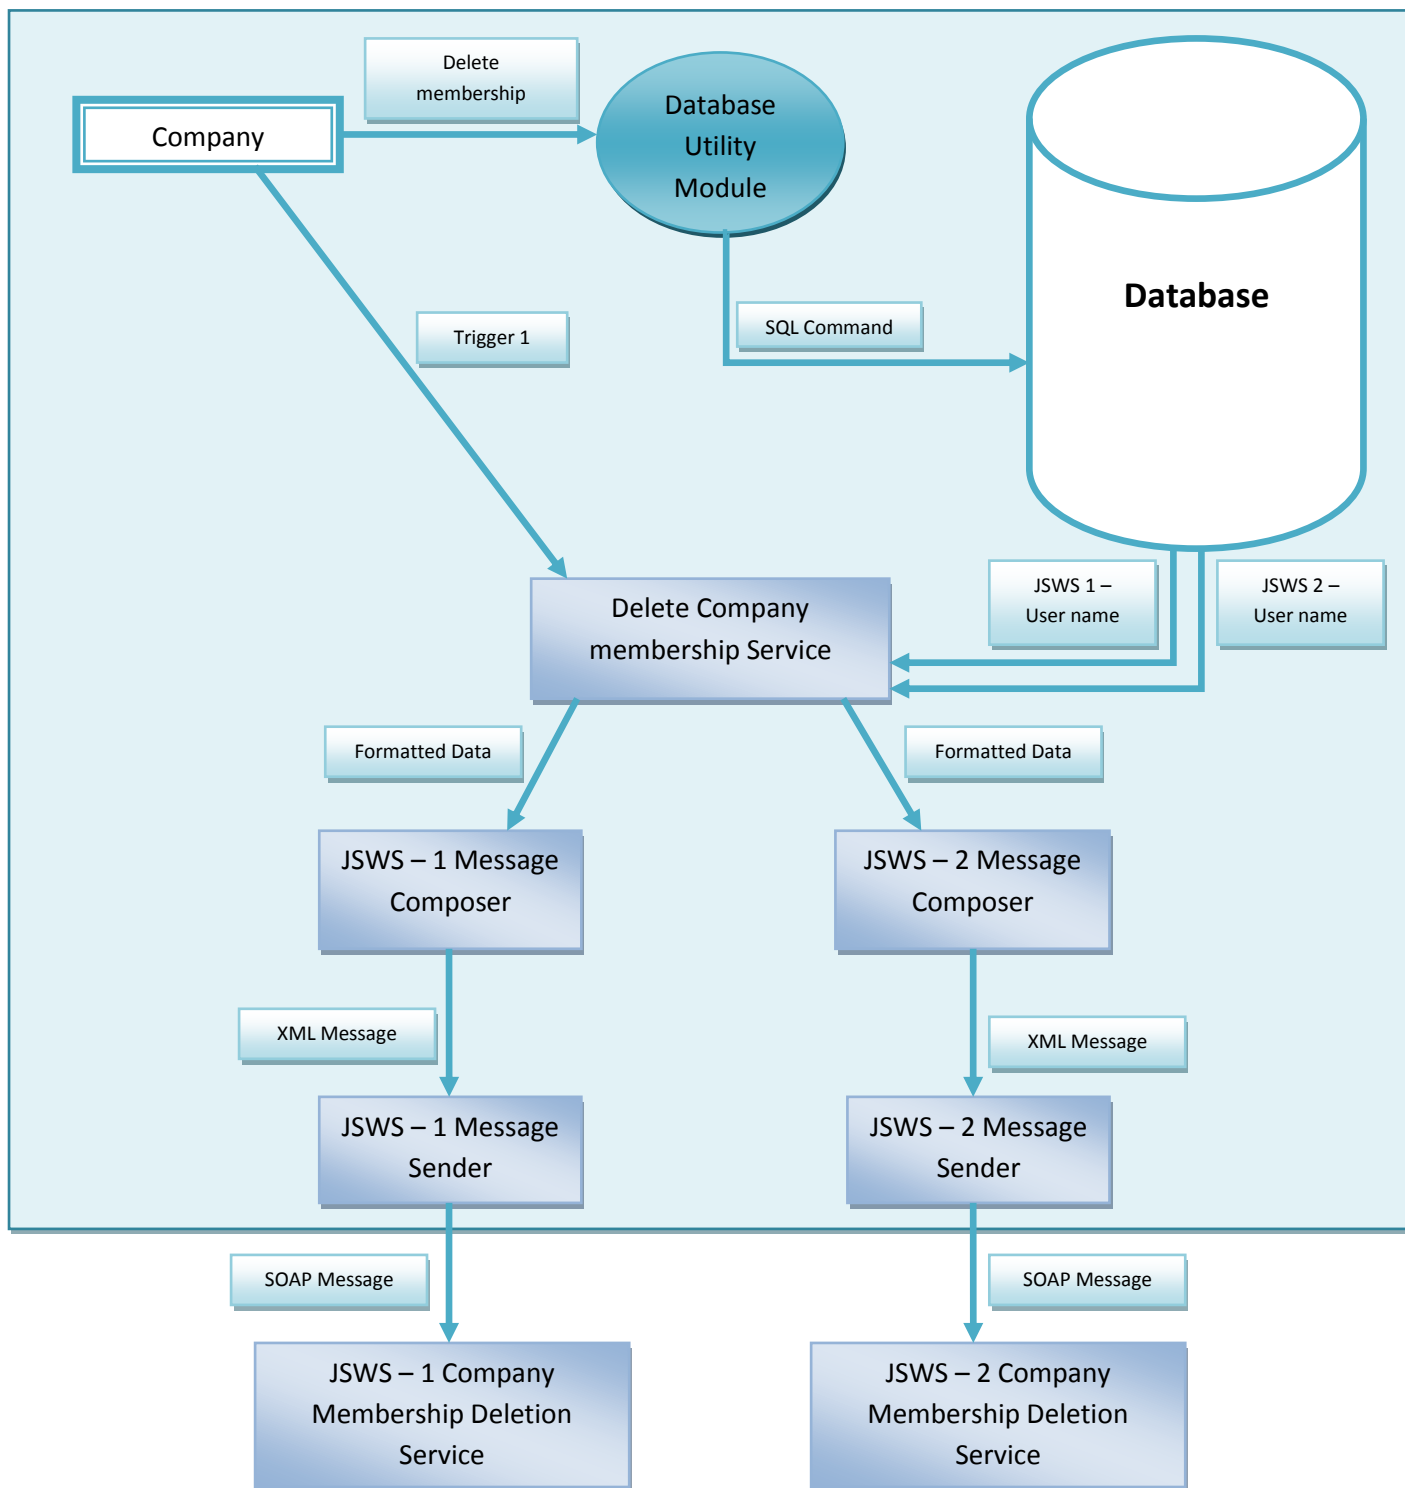 Delete
membership
Company
Database
Utility
Module
Database
SQL Command
Trigger 1
JSWS 1 –
User name
JSWS 2 –
User name
Delete Company
membership Service
Formatted Data
Formatted Data
JSWS – 1 Message
Composer
JSWS – 2 Message
Composer
XML Message
XML Message
JSWS – 1 Message
Sender
JSWS – 2 Message
Sender
SOAP Message
SOAP Message
JSWS – 1 Company
Membership Deletion
Service
JSWS – 2 Company
Membership Deletion
Service